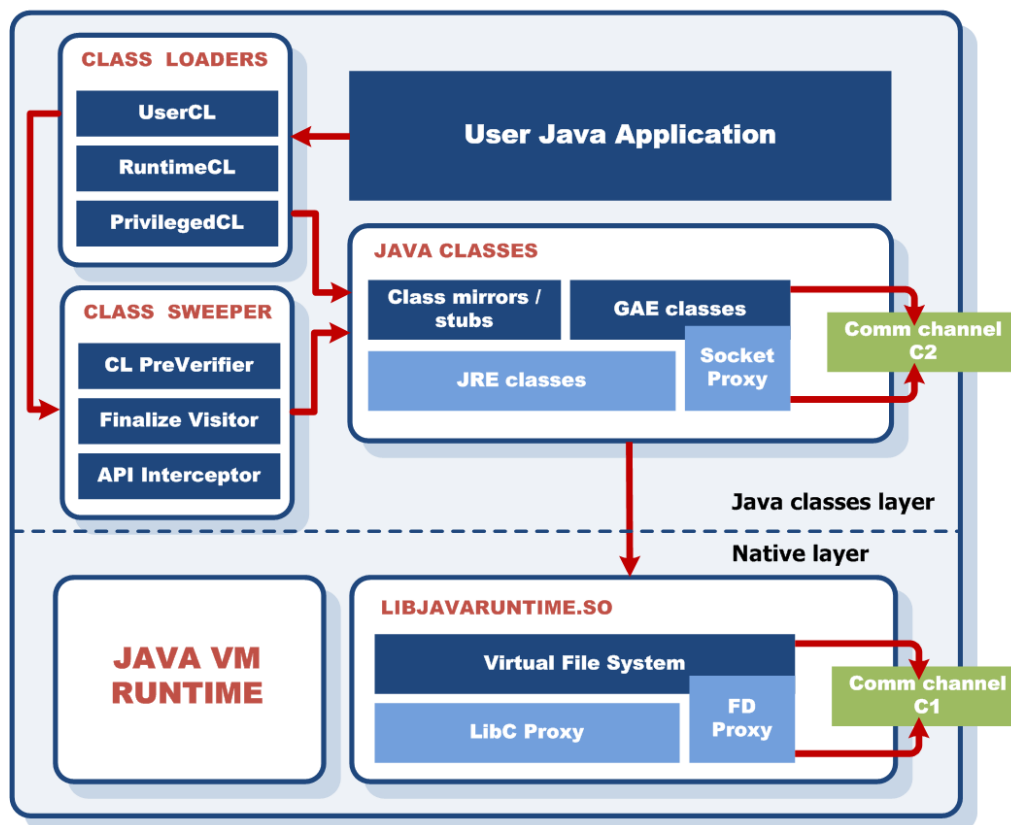 CLASS LOADERS
UserCL
RuntimeCL
PrivilegedCL
User Java Application
CLASS SWEEPER
CL PreVerifier
Finalize Visitor
API Interceptor
JAVA CLASSES
Class mirrors /
stubs
GAE classes
JRE classes
Socket
Proxy
Comm channel
C2
Java classes layer
Native layer
JAVA VM
RUNTIME
LIBJAVARUNTIME.SO
Virtual File System
LibC Proxy
FD
Proxy
Comm channel
C1